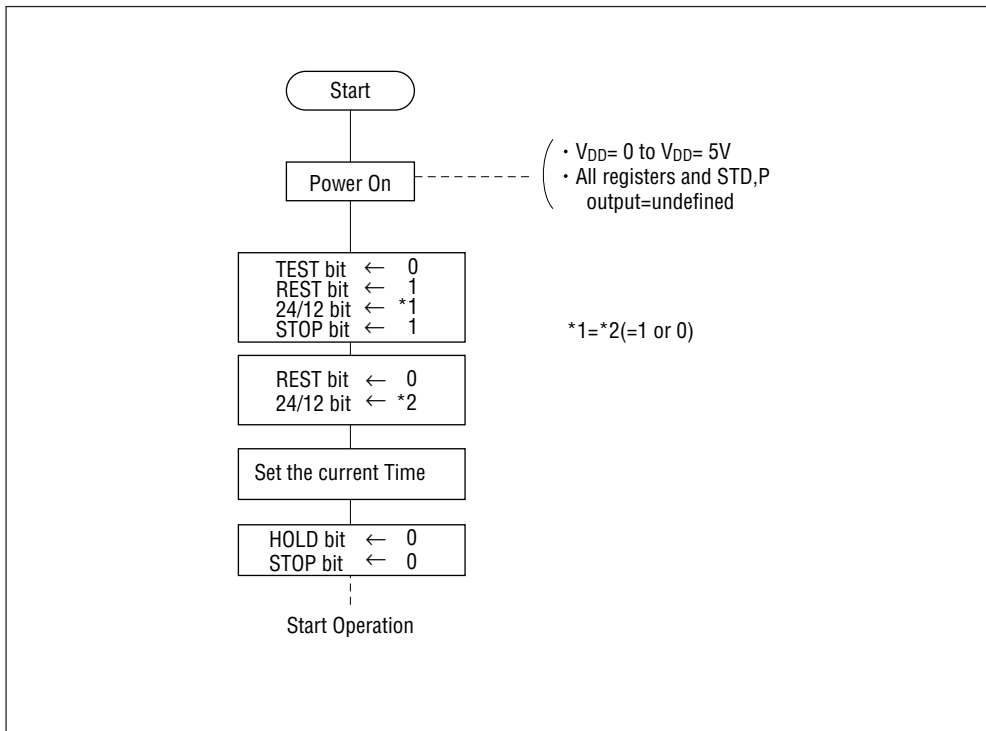 Start
Power On
・VDD= 0 to VDD= 5V
・All registers and STD,P
output=undefined
TEST bit ← 0
REST bit ← 1
24/12 bit ← *1
STOP bit ← 1
*1=*2(=1 or 0)
REST bit ← 0
24/12 bit ← *2
Set the current Time
HOLD bit ← 0
STOP bit ← 0
Start Operation